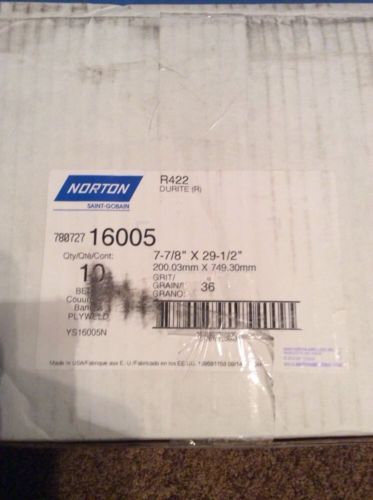 NORTON
SAINT-GOBAIN
R422
DURITE (R)
780727 16005
Qty/Qté/Cont:
10
7-7/8" X 29-1/2"
200.03mm X 749.30mm
GRIT/
GRAIN/
GRANO:
36
PLYWELD
YS16005N
Made in USA/Fabriqué aux E.-U./Fabricado en los EE.UU.